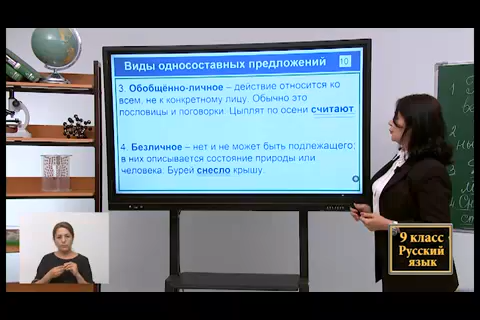 Виды односоставных предложений
10
3. Обобщённо-личное – действие относится ко
всем, не к конкретному лицу. Обычно это
пословицы и поговорки. Цыплят по осени считают
4. Безличное – нет и не может быть подлежащего;
в них описывается состояние природы или
человека. Бурей снесло крышу.
9 класс
Русский
язык